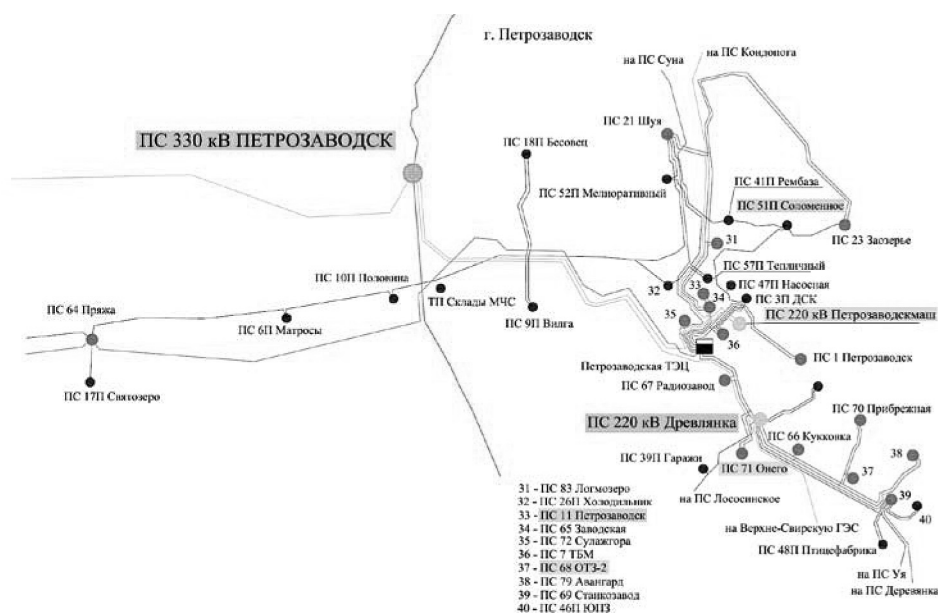 г. Петрозаводск
на ПС Кондопога
на ПС Суна
ПС 21 Шуя
ПС 330 кВ ПЕТРОЗАВОДСК
ПС 18П Бесовец
ПС 41П Рембаза
ПС 52П Мелиоративный
ПС 51П Соломенное
ПС 23 Заозерье
31
ПС 57П Тепличный
ПС 10П Половина
32
33
ПС 47П Насосная
ТП Склады МЧС
34
ПС 3П ДСК
ПС 64 Пряжа
ПС 6П Матросы
ПС 9П Вилга
35
ПС 220 кВ Петрозаводскмаш
36
Петрозаводская ТЭЦ
ПС 1 Петрозаводск
ПС 17П Святозеро
ПС 67 Радиозавод
ПС 70 Прибрежная
ПС 220 кВ Древлянка
ПС 66 Кукковка
ПС 39П Гаражи
38
ПС 71 Онего
37
31 - ПС 83 Логмозеро
на ПС Лососинское
39
32 - ПС 26П Холодильник
33 - ПС 11 Петрозаводск
40
34 - ПС 65 Заводская
на Верхне-Свирскую ГЭС
35 - ПС 72 Сулажгора
ПС 48П Птицефабрика
36 - ПС 7 ТБМ
37 - ПС 68 ОТЗ-2
на ПС Уя
38 - ПС 79 Авангард
на ПС Деревянка
39 - ПС 69 Станкозавод
40 - ПС 46П ЮПЗ